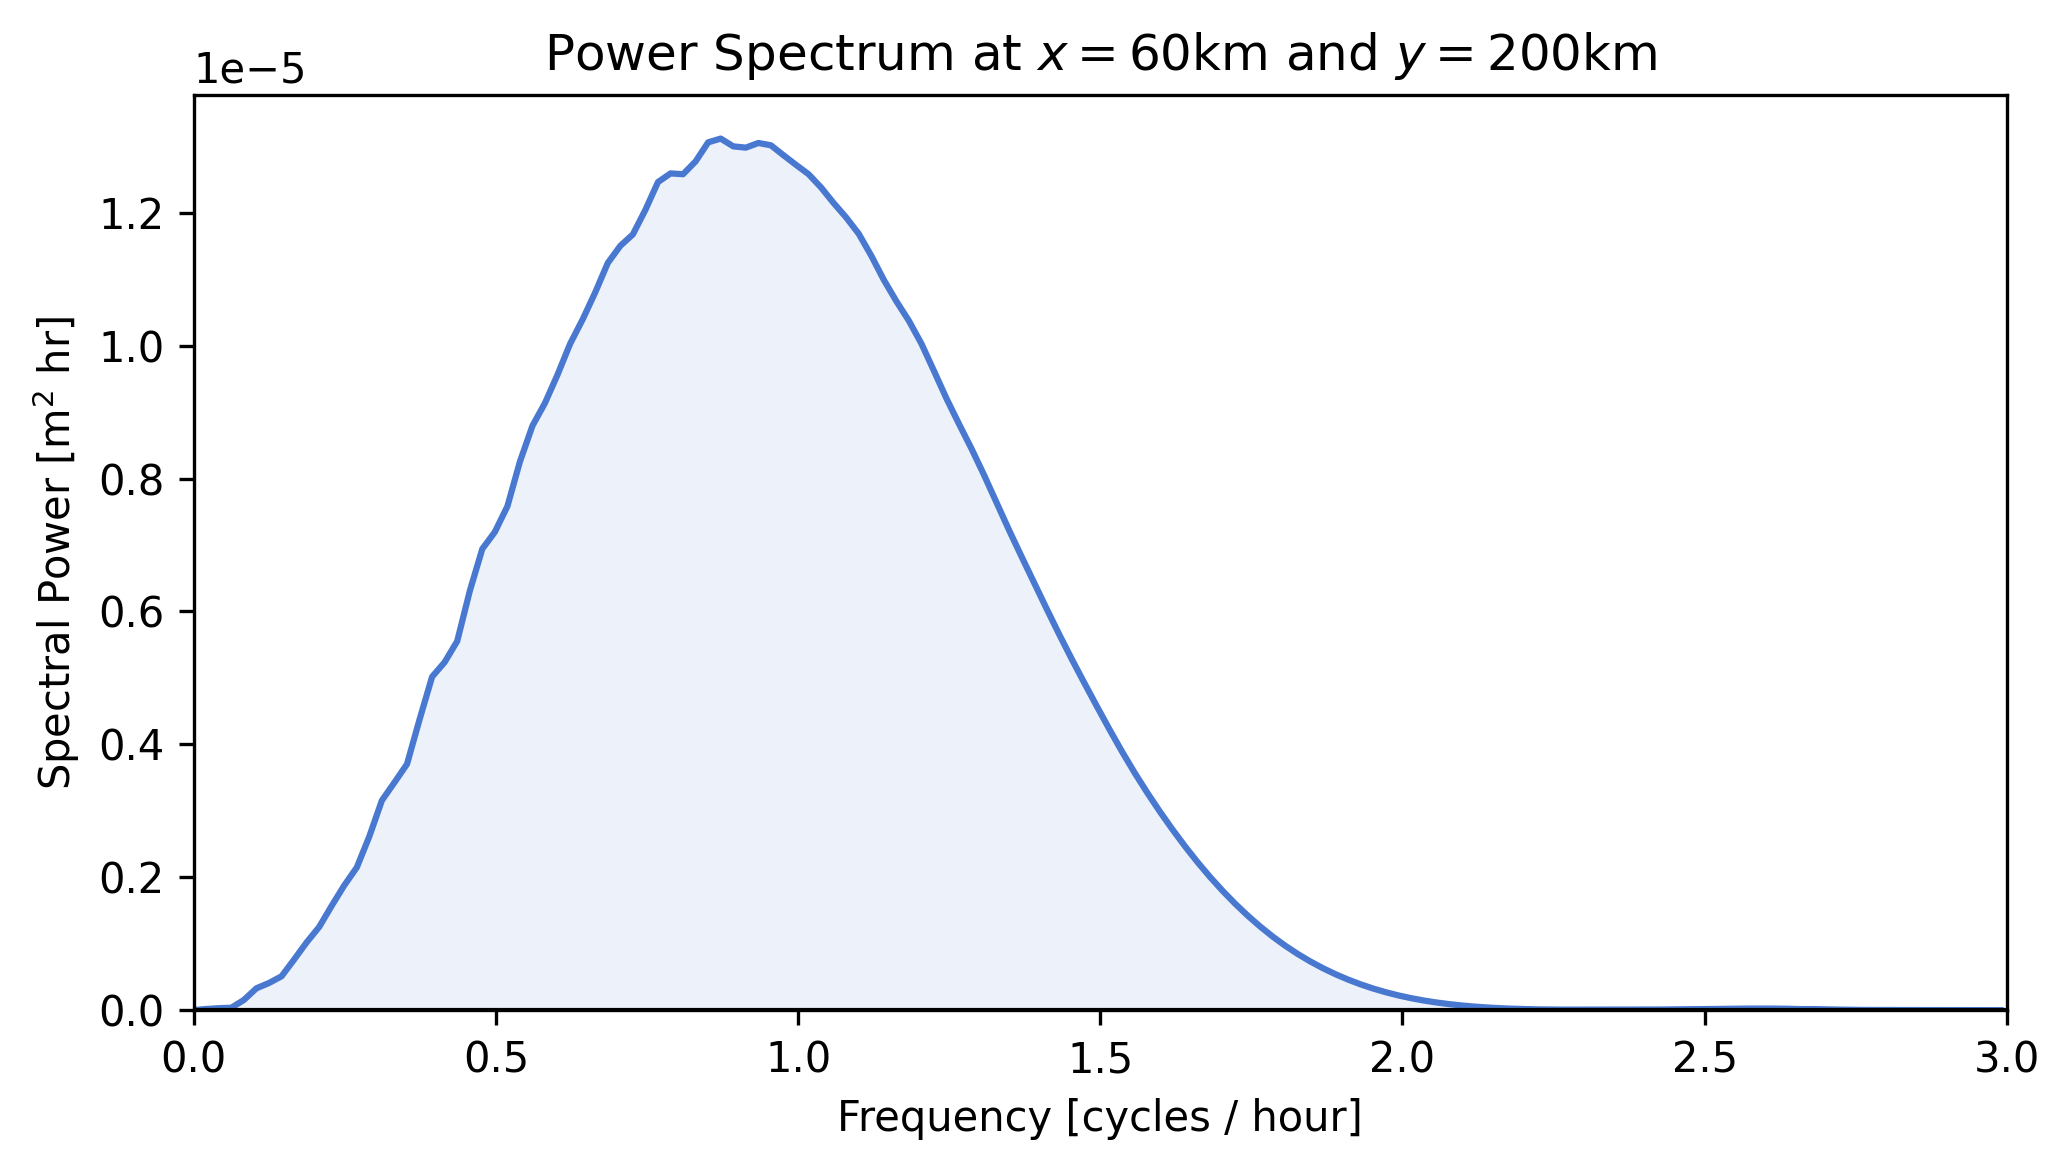 Power Spectrum at x = 60km and y = 200km
1e−5
1.2
1.0
0.8
0.6
0.4
0.2
0.0
Spectral Power [m² hr]
0.0 0.5 1.0 1.5 2.0 2.5 3.0
Frequency [cycles / hour]